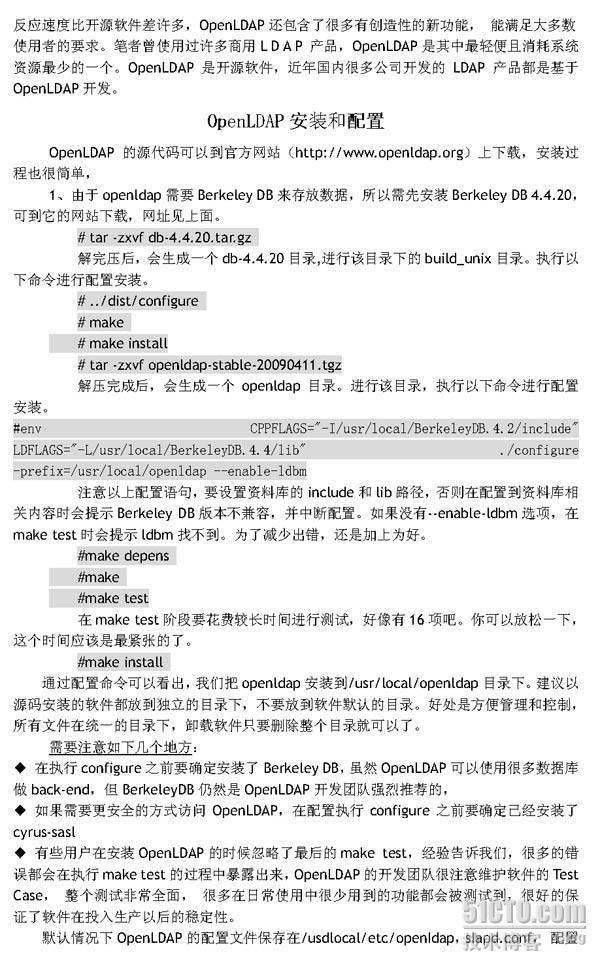 反应速度比开源软件差许多，OpenLDAP 还包含了很多有创造性的新功能， 能满足大多数
使用者的要求。笔者曾使用过许多商用 L D A P 产品，OpenLDAP 是其中最轻便且消耗系统
资源最少的一个。OpenLDAP 是开源软件，近年国内很多公司开发的 LDAP 产品都是基于
OpenLDAP 开发。
OpenLDAP 安装和配置
OpenLDAP 的源代码可以到官方网站（http://www.openldap.org）上下载，安装过
程也很简单，
1、由于 openldap 需要 Berkeley DB 来存放数据，所以需先安装 Berkeley DB 4.4.20，
可到它的网站下载，网址见上面。
# tar -zxvf db-4.4.20.tar.gz
解完压后，会生成一个 db-4.4.20 目录,进行该目录下的 build_unix 目录。执行以
下命令进行配置安装。
# ../dist/configure
# make
# make install
# tar -zxvf openldap-stable-20090411.tgz
解压完成后，会生成一个 openldap 目录。进行该目录，执行以下命令进行配置
安装。
#env CPPFLAGS="-I/usr/local/BerkeleyDB.4.2/include"
LDFLAGS="-L/usr/local/BerkeleyDB.4.4/lib" ./configure
-prefix=/usr/local/openldap --enable-ldbm
注意以上配置语句，要设置资料库的 include 和 lib 路径，否则在配置到资料库相
关内容时会提示 Berkeley DB 版本不兼容，并中断配置。如果没有--enable-ldbm 选项，在
make test 时会提示 ldbm 找不到。为了减少出错，还是加上为好。
#make depens
#make
#make test
在 make test 阶段要花费较长时间进行测试，好像有 16 项吧。你可以放松一下，
这个时间应该是最紧张的了。
#make install
通过配置命令可以看出，我们把 openldap 安装到/usr/local/openldap 目录下。建议以
源码安装的软件都放到独立的目录下，不要放到软件默认的目录。好处是方便管理和控制，
所有文件在统一的目录下，卸载软件只要删除整个目录就可以了。
需要注意如下几个地方：
◆ 在执行 configure 之前要确定安装了 Berkeley DB，虽然 OpenLDAP 可以使用很多数据库
做 back-end，但 BerkeleyDB 仍然是 OpenLDAP 开发团队强烈推荐的，
◆ 如果需要更安全的方式访问 OpenLDAP，在配置执行 configure 之前要确定已经安装了
cyrus-sasl
◆ 有些用户在安装 OpenLDAP 的时候忽略了最后的 make test，经验告诉我们，很多的错
误都会在执行 make test 的过程中暴露出来，OpenLDAP 的开发团队很注意维护软件的 Test
Case， 整个测试非常全面， 很多在日常使用中很少用到的功能都会被测试到，很好的保
证了软件在投入生产以后的稳定性。
51CTO.com
默认情况下 OpenLDAP 的配置文件保存在/usdlocal/etc/openldap，slapd.conf， 配置
技术博客 Blog